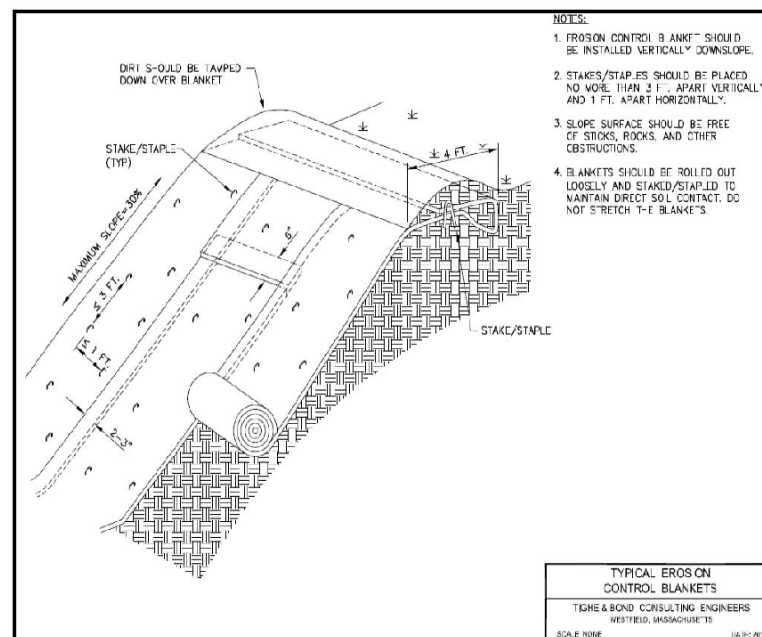 NOTES:
1. EROSION CONTROL BLANKET SHOULD
BE INSTALLED VERTICALLY DOWNSLOPE.
2. STAKES/STAPLES SHOULD BE PLACED
NO MORE THAN 3 FT. APART VERTICALLY
AND 1 FT. APART HORIZONTALLY.
3. SLOPE SURFACE SHOULD BE FREE
OF STICKS, ROCKS, AND OTHER
OBSTRUCTIONS.
4. BLANKETS SHOULD BE ROLLED OUT
LOOSELY AND STAKED/STAPLED TO
MAINTAIN DIRECT SOIL CONTACT. DO
NOT STRETCH THE BLANKETS.
DIRT SHOULD BE TAMPED
DOWN OVER BLANKET
STAKE/STAPLE
(TYP)
4 FT.
MAXIMUM SLOPE=30%
6"
≤ 3 FT.
≤ 1 FT.
2-3"
STAKE/STAPLE
TYPICAL EROSION
CONTROL BLANKETS
TIGHE & BOND CONSULTING ENGINEERS
WESTFIELD, MASSACHUSETTS
SCALE: NONE